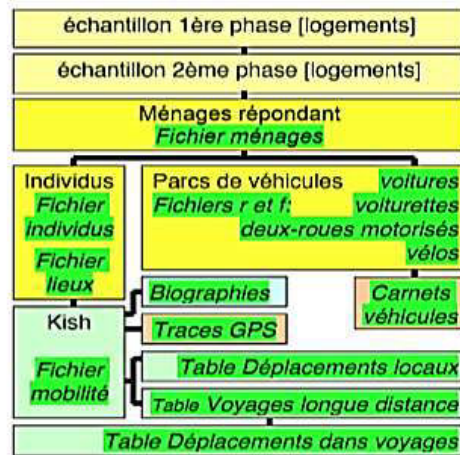 échantillon 1ère phase [logements]
échantillon 2ème phase [logements]
Ménages répondant
Fichier ménages
Individus
Fichier
individus
Fichier
lieux
Parcs de véhicules voitures
Fichiers r et f: voiturettes
deux-roues motorisés
vélos
Biographies
Traces GPS
Carnets
véhicules
Kish
Fichier
mobilité
Table Déplacements locaux
Table Voyages longue distance
Table Déplacements dans voyages